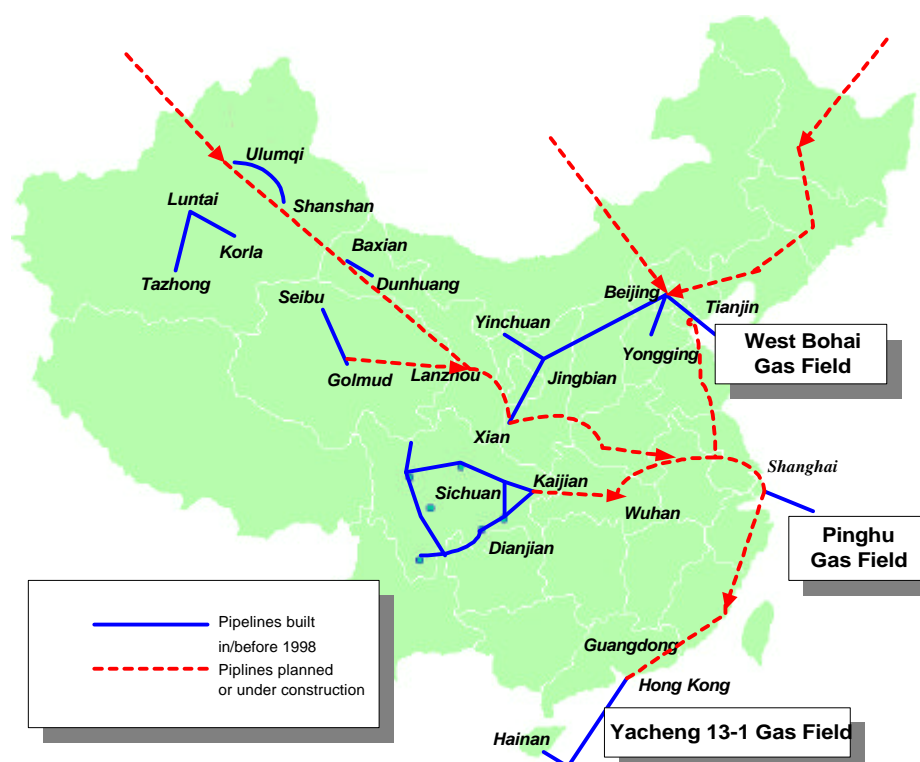 Ulumqi
Luntai
Shanshan
Korla
Baxian
Tazhong
Dunhuang
Seibu
Beijing
Tianjin
Yinchuan
West Bohai
Gas Field
Yongging
Golmud
Lanzhou
Jingbian
Xian
Shanghai
Kaijian
Sichuan
Wuhan
Pinghu
Gas Field
Dianjian
Pipelines built
in/before 1998
Piplines planned
or under construction
Guangdong
Hong Kong
Yacheng 13-1 Gas Field
Hainan